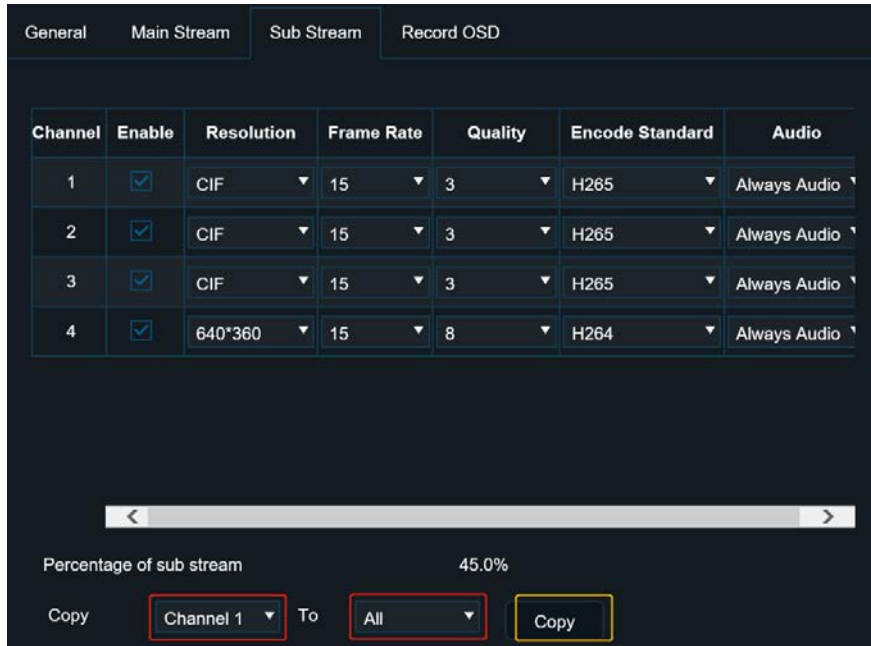 General Main Stream Sub Stream Record OSD
Channel Enable Resolution Frame Rate Quality Encode Standard Audio
1 CIF 15 3 H265 Always Audio
2 CIF 15 3 H265 Always Audio
3 CIF 15 3 H265 Always Audio
4 640*360 15 8 H264 Always Audio
Percentage of sub stream 45.0%
Copy Channel 1 To All Copy